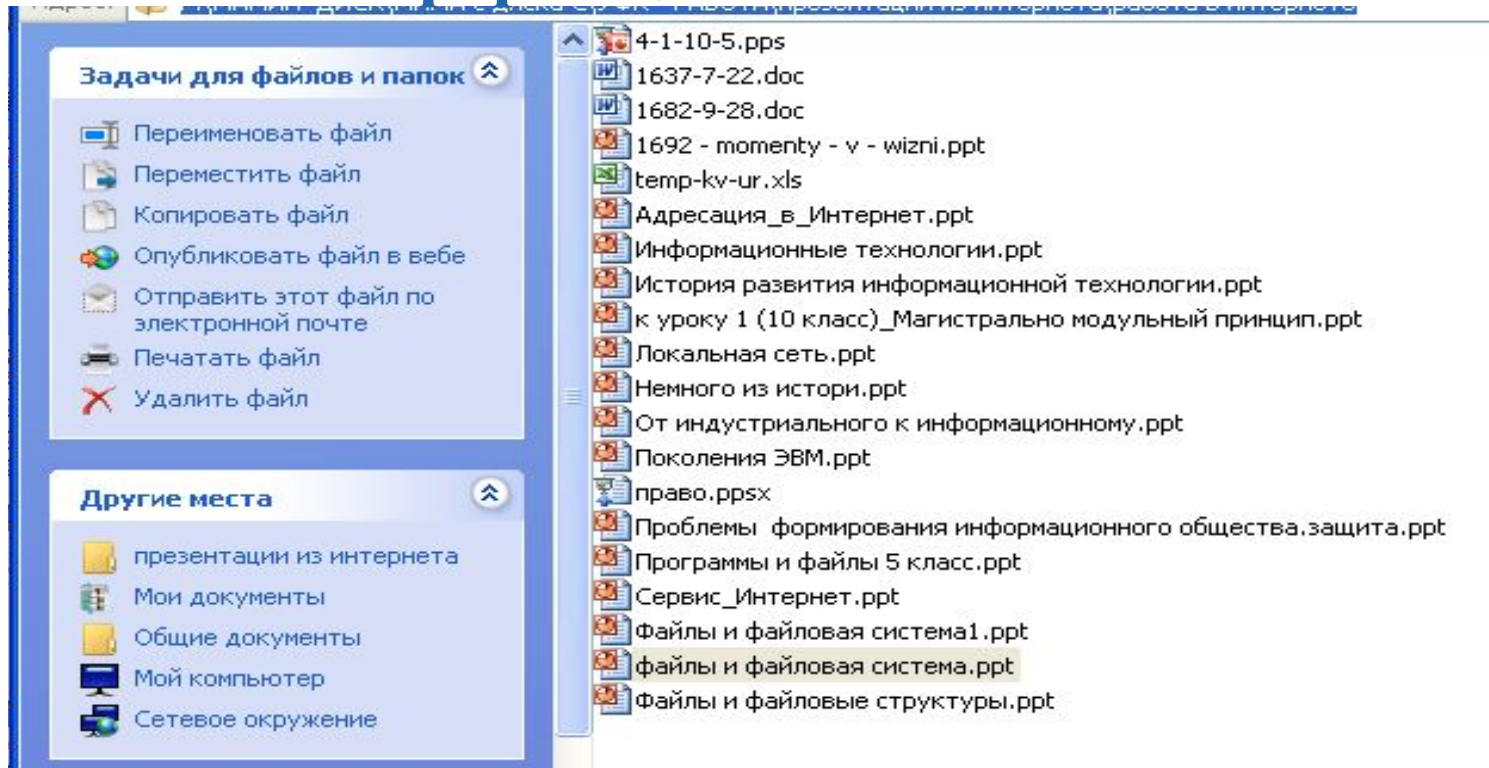 Задачи для файлов и папок
Переименовать файл
Переместить файл
Копировать файл
Опубликовать файл в вебе
Отправить этот файл по
электронной почте
Печатать файл
Удалить файл
Другие места
презентации из интернета
Мои документы
Общие документы
Мой компьютер
Сетевое окружение
4-1-10-5.pps
1637-7-22.doc
1682-9-28.doc
1692 - momenty - v - wizni.ppt
temp-kv-ur.xls
Адресация_в_Интернет.ppt
Информационные технологии.ppt
История развития информационной технологии.ppt
к уроку 1 (10 класс)_Магистрально модульный принцип.ppt
Локальная сеть.ppt
Немного из истори.ppt
От индустриального к информационному.ppt
Поколения ЭВМ.ppt
право.ppsx
Проблемы  формирования информационного общества.защита.ppt
Программы и файлы 5 класс.ppt
Сервис_Интернет.ppt
Файлы и файловая система1.ppt
файлы и файловая система.ppt
Файлы и файловые структуры.ppt